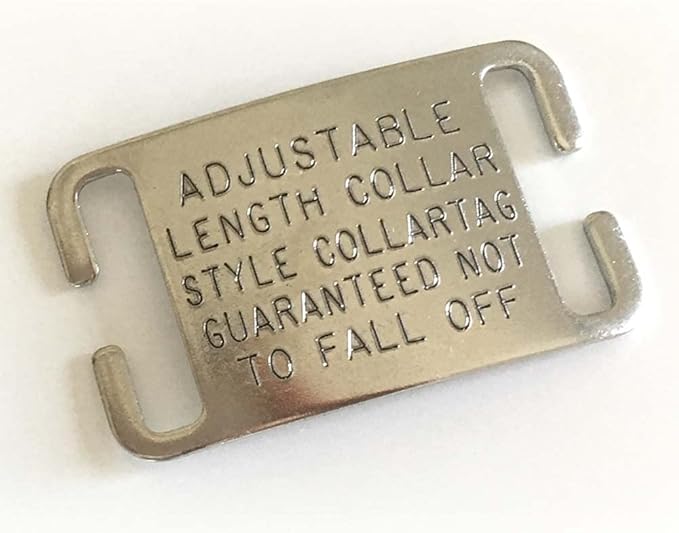 ADJUSTABLE
LENGTH COLLAR
STYLE COLLARTAG
GUARANTEED NOT
TO FALL OFF